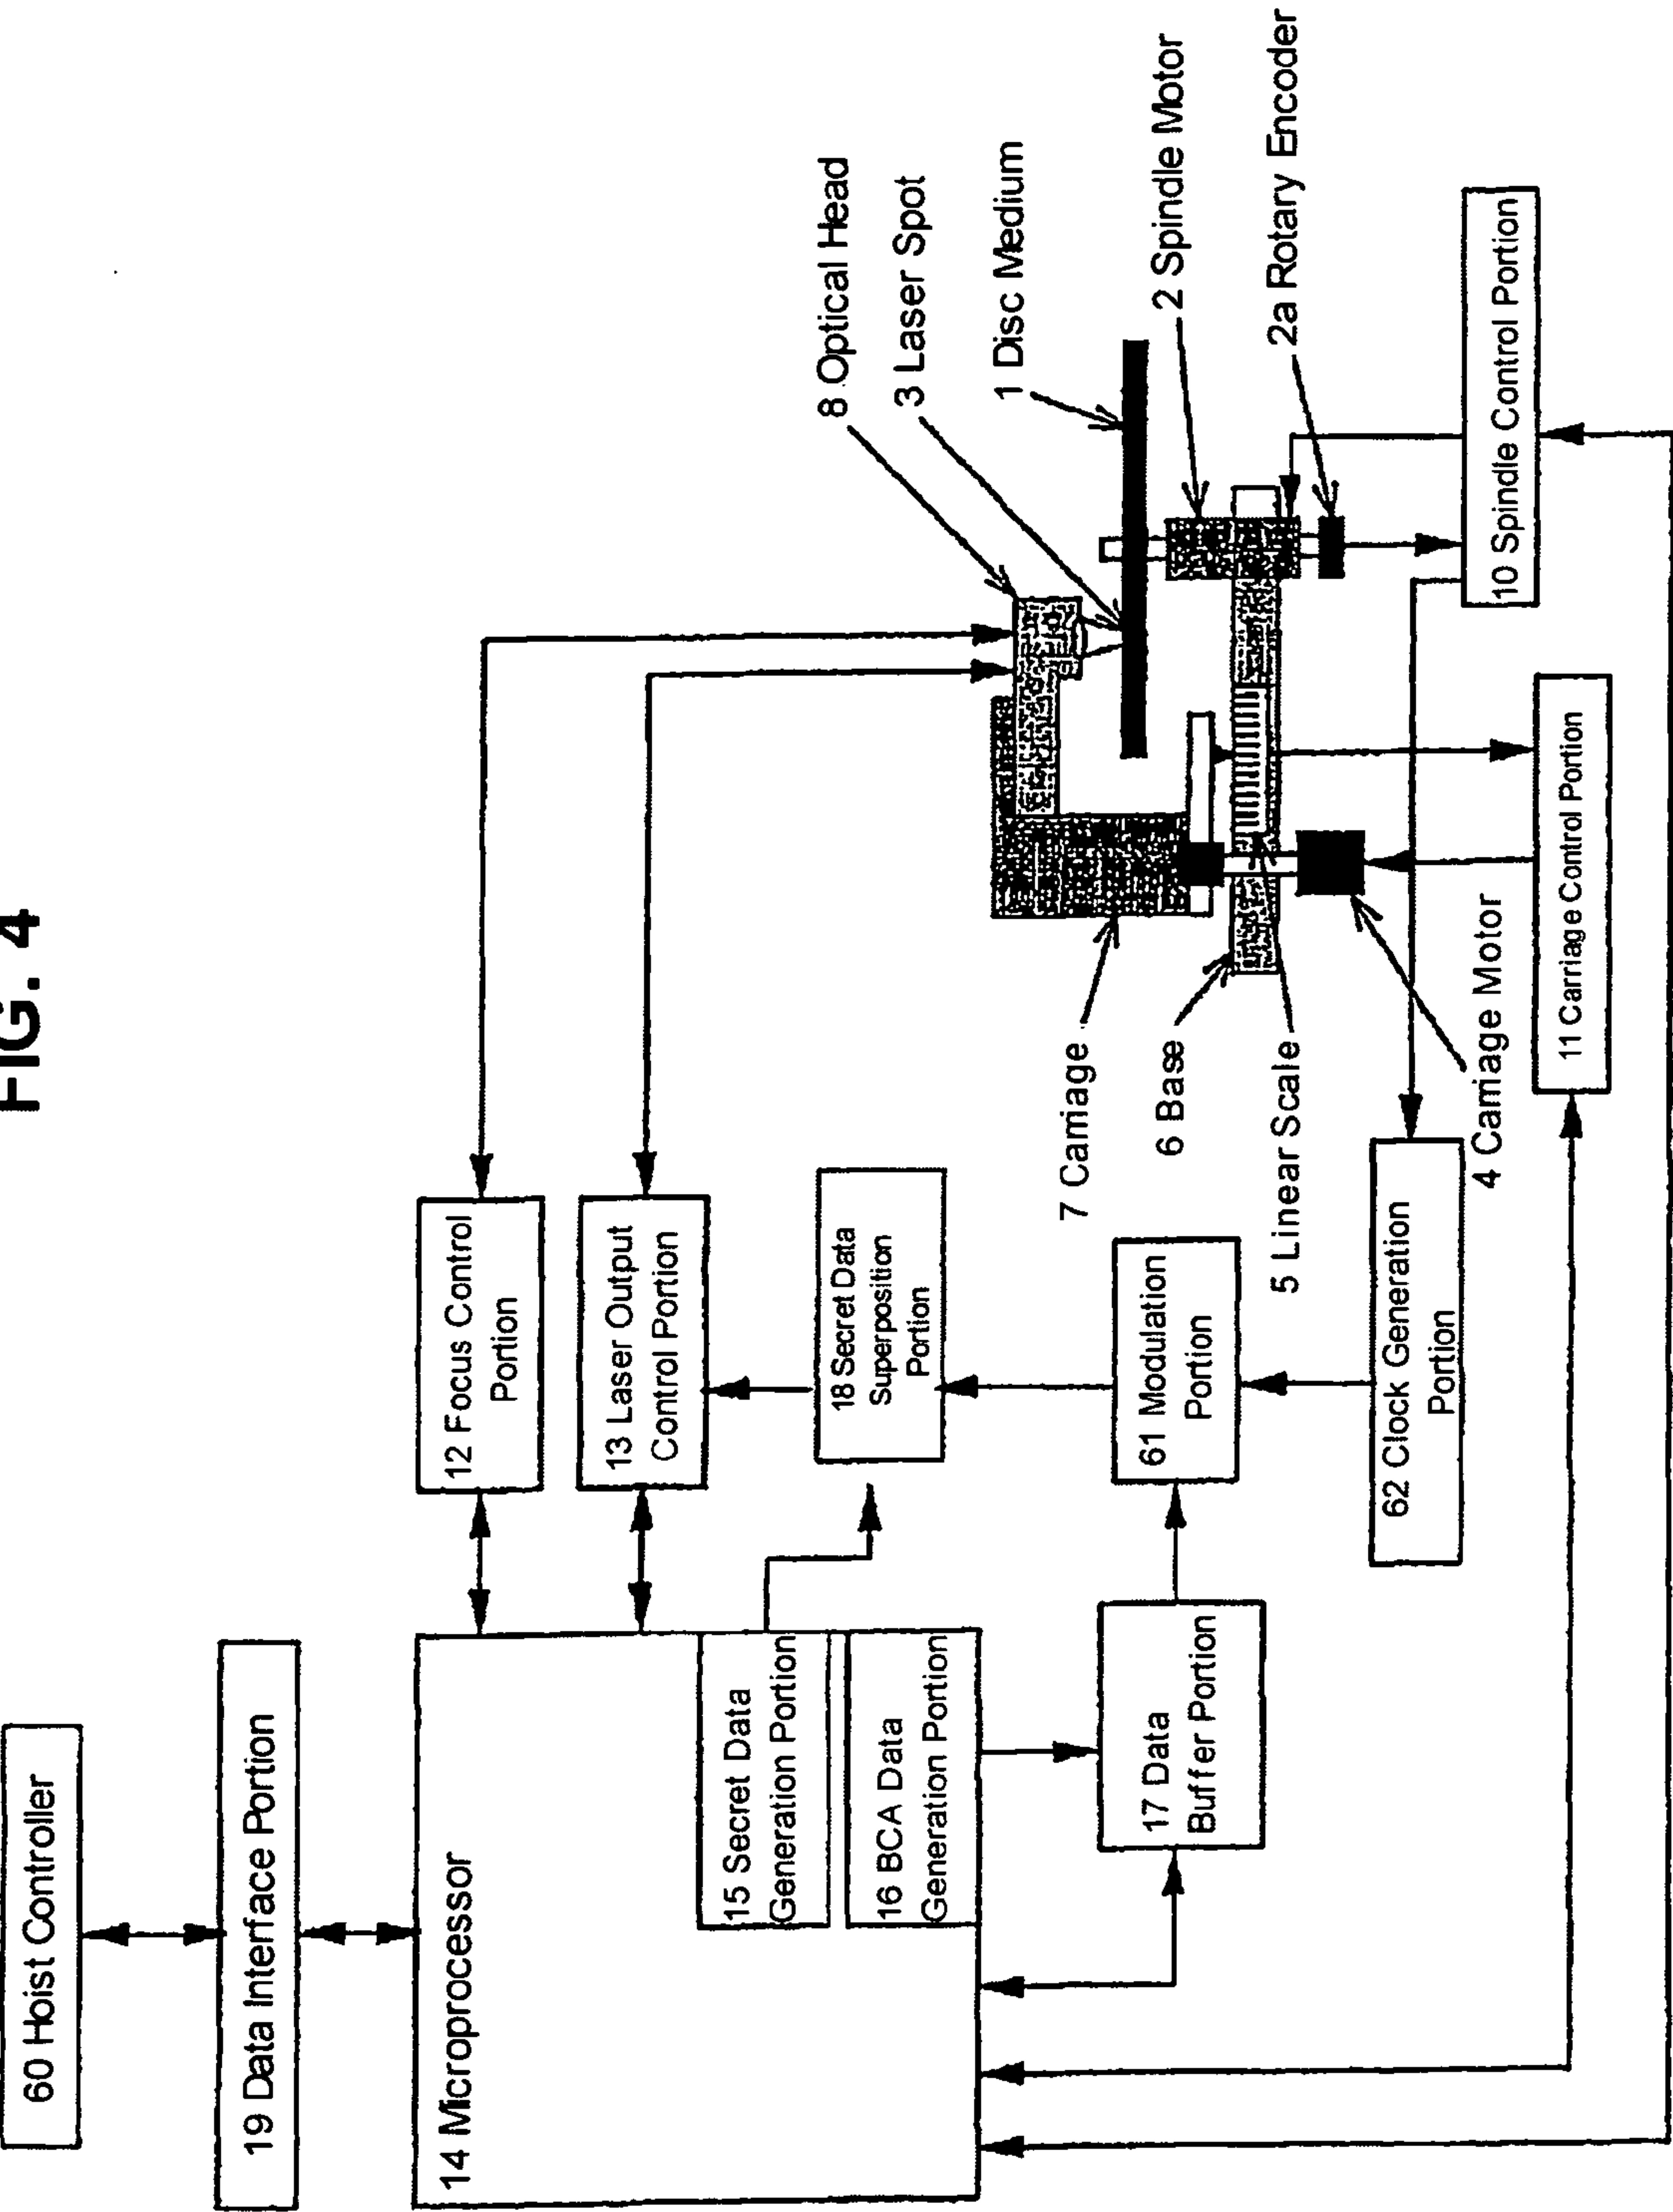 FIG. 4
60 Hoist Controller
19 Data Interface Portion
14 Microprocessor
15 Secret Data
Generation Portion
16 BCA Data
Generation Portion
17 Data
Buffer Portion
12 Focus Control
Portion
13 Laser Output
Control Portion
18 Secret Data
Superposition
Portion
61 Modulation
Portion
62 Clock Generation
Portion
8 Optical Head
3 Laser Spot
1 Disc Medium
2 Spindle Motor
2a Rotary Encoder
7 Carriage
6 Base
5 Linear Scale
4 Carriage Motor
11 Carriage Control Portion
10 Spindle Control Portion